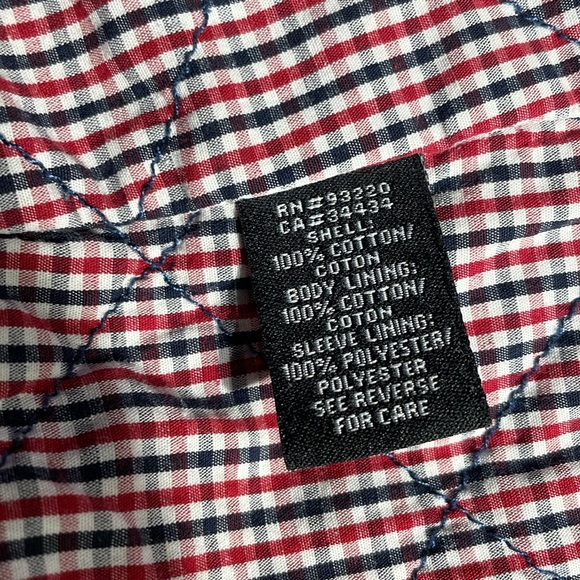 RN#93220
CA#34434
SHELL:
100% COTTON/
COTON
BODY LINING:
100% COTTON/
COTON
SLEEVE LINING:
100% POLYESTER/
POLYESTER
SEE REVERSE
FOR CARE